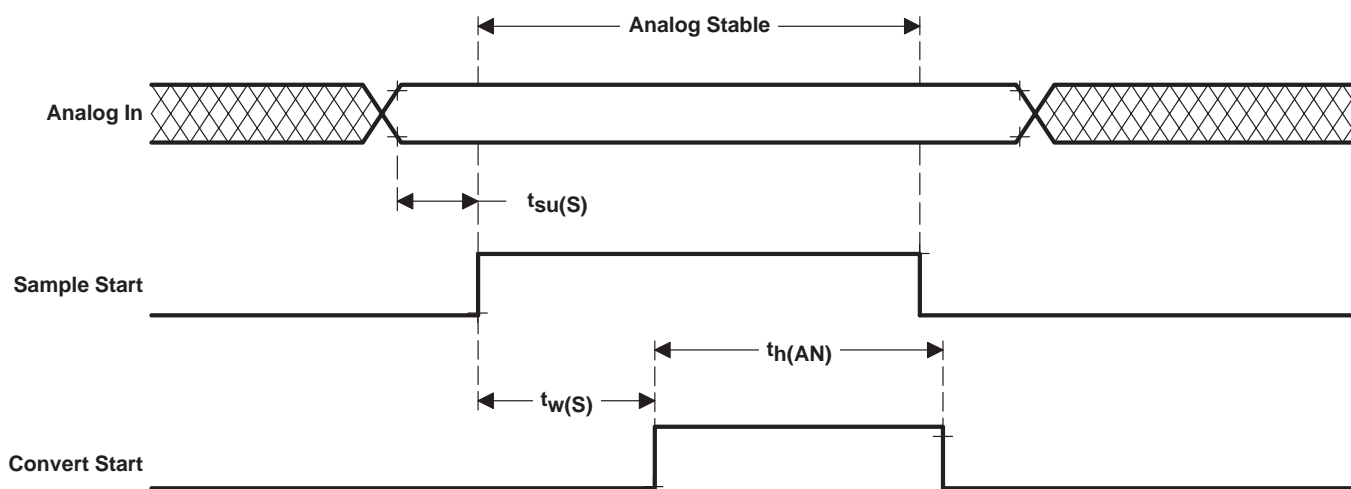 Analog Stable
Analog In
tsu(S)
Sample Start
th(AN)
tw(S)
Convert Start